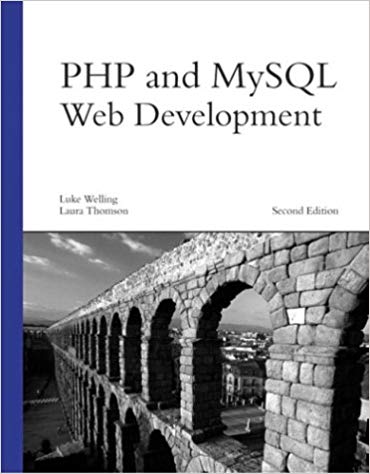 PHP and MySQL
Web Development
Luke Welling
Laura Thomson
Second Edition